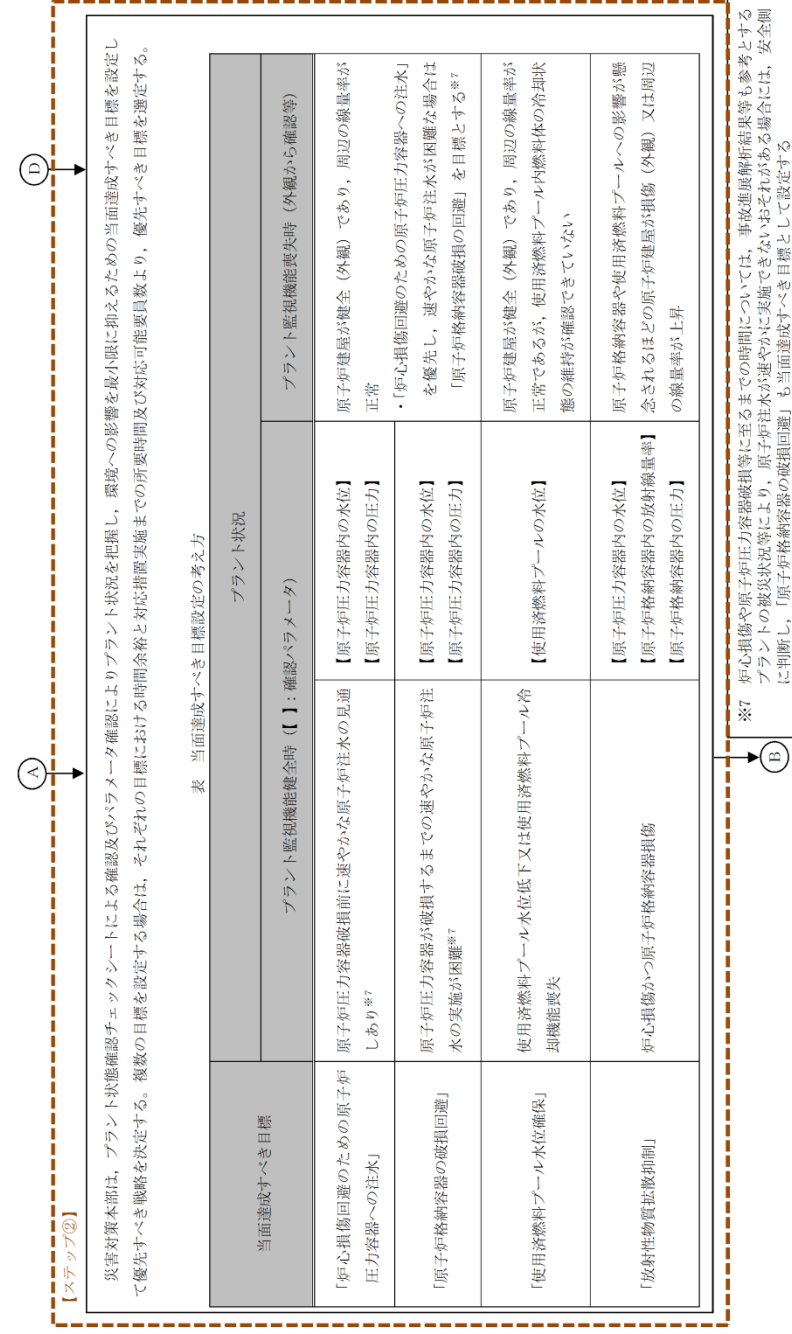 Ⓐ
Ⓓ
【ステップ②】
災害対策本部は，プラント状態確認チェックシートによる確認及びパラメータ確認によりプラント状況を把握し，環境への影響を最小限に抑えるための当面達成すべき目標を設定し
て優先すべき戦略を決定する。複数の目標を設定する場合は，それぞれの目標における時間余裕と対応措置実施までの所要時間及び対応可能要員数より，優先すべき目標を選定する。
表　当面達成すべき目標設定の考え方
当面達成すべき目標
プラント状況
プラント監視機能健全時（【 】：確認パラメータ）
プラント監視機能喪失時（外観から確認等）
「炉心損傷回避のための原子炉
圧力容器への注水」
原子炉圧力容器破損前に速やかな原子炉注水の見通
しあり※7
【原子炉圧力容器内の水位】
【原子炉圧力容器内の圧力】
原子炉建屋が健全（外観）であり，周辺の線量率が
正常
・「炉心損傷回避のための原子炉圧力容器への注水」
を優先し，速やかな原子炉注水が困難な場合は
「原子炉格納容器破損の回避」を目標とする※7
「原子炉格納容器の破損回避」
原子炉圧力容器が破損するまでの速やかな原子炉注
水の実施が困難※7
【原子炉圧力容器内の水位】
【原子炉圧力容器内の圧力】
「使用済燃料プール水位確保」
使用済燃料プール水位低下又は使用済燃料プール冷
却機能喪失
【使用済燃料プールの水位】
原子炉建屋が健全（外観）であり，周辺の線量率が
正常であるが，使用済燃料プール内燃料体の冷却状
態の維持が確認できていない
「放射性物質拡散抑制」
炉心損傷かつ原子炉格納容器損傷
【原子炉圧力容器内の水位】
【原子炉格納容器内の放射線量率】
【原子炉格納容器内の圧力】
原子炉格納容器や使用済燃料プールへの影響が懸
念されるほどの原子炉建屋が損傷（外観）又は周辺
の線量率が上昇
※7　炉心損傷や原子炉圧力容器破損等に至るまでの時間については，事故進展解析結果等も参考とする
プラントの被災状況等により，原子炉注水が速やかに実施できないおそれがある場合には，安全側
に判断し，「原子炉格納容器の破損回避」も当面達成すべき目標として設定する
Ⓑ